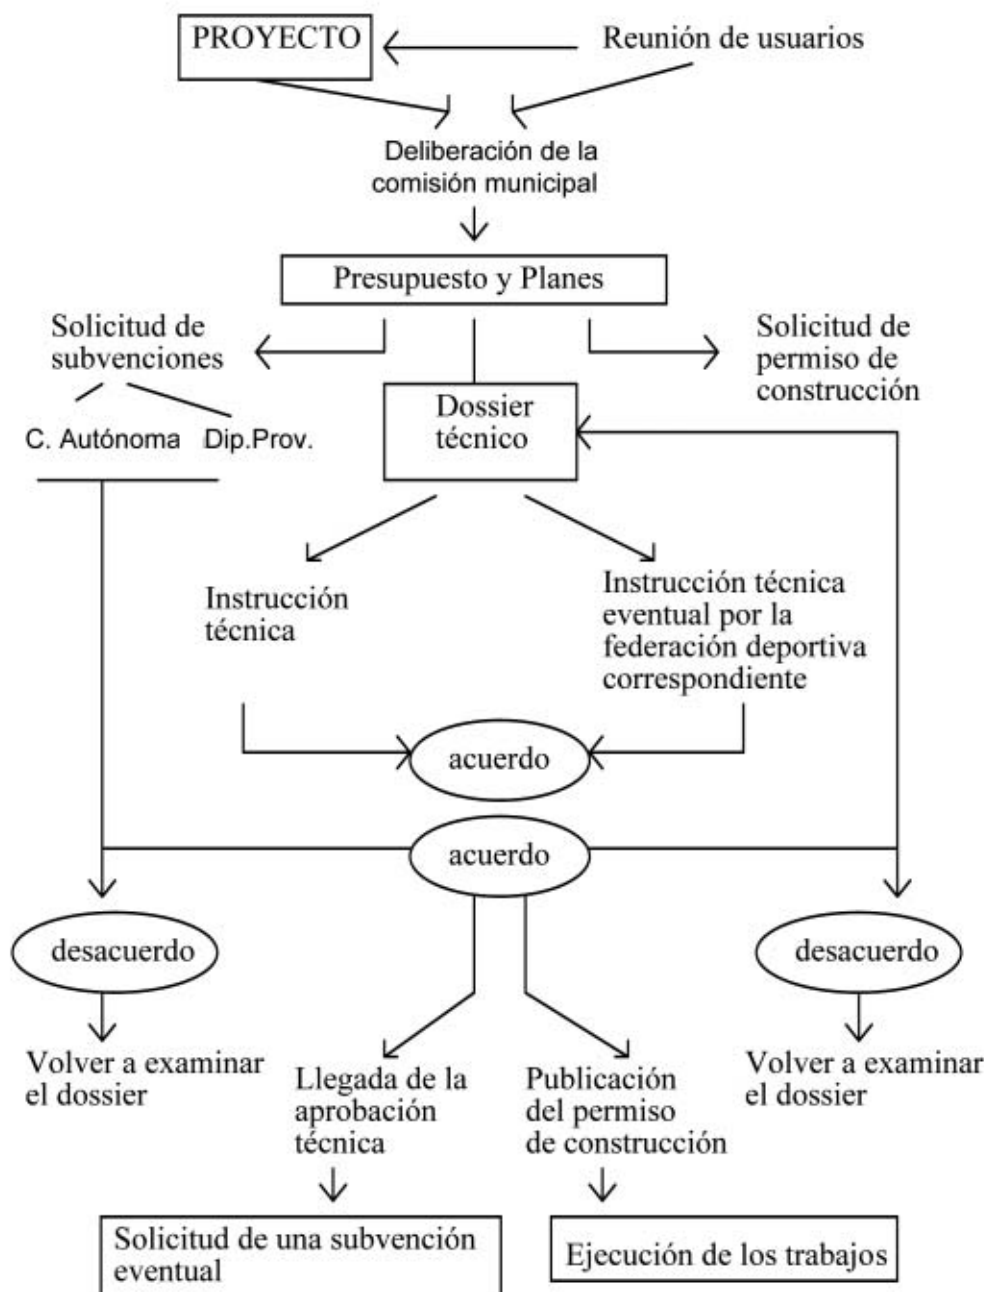 PROYECTO
Reunión de usuarios
Deliberación de la
comisión municipal
Presupuesto y Planes
Solicitud de
subvenciones
Solicitud de
permiso de
construcción
C. Autónoma
Dip.Prov.
Dossier
técnico
Instrucción
técnica
Instrucción técnica
eventual por la
federación deportiva
correspondiente
acuerdo
acuerdo
desacuerdo
desacuerdo
Volver a examinar
el dossier
Llegada de la
aprobación
técnica
Publicación
del permiso
de construcción
Volver a examinar
el dossier
Solicitud de una subvención
eventual
Ejecución de los trabajos